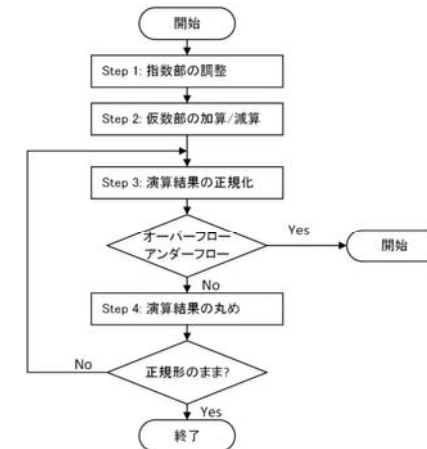 開始
Step 1: 指数部の調整
Step 2: 仮数部の加算/減算
Step 3: 演算結果の正規化
オーバーフロー
アンダーフロー
Yes
開始
No
Step 4: 演算結果の丸め
No
正規形のまま?
Yes
終了